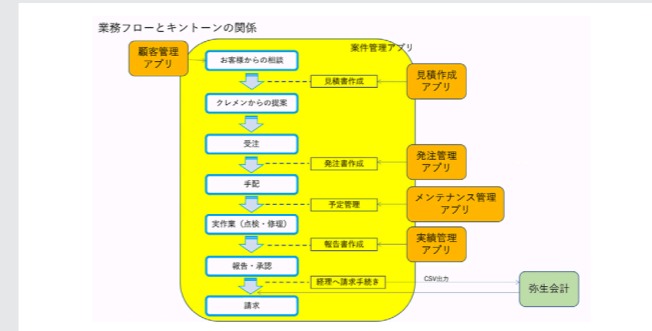 業務フローとキントーンの関係
案件管理アプリ
顧客管理
アプリ
お客様からの相談
見積書作成
見積作成
アプリ
クレメンからの提案
受注
発注書作成
発注管理
アプリ
手配
予定管理
メンテナンス管理
アプリ
実作業（点検・修理）
報告書作成
実績管理
アプリ
報告・承認
経理へ請求手続き
CSV出力
弥生会計
請求